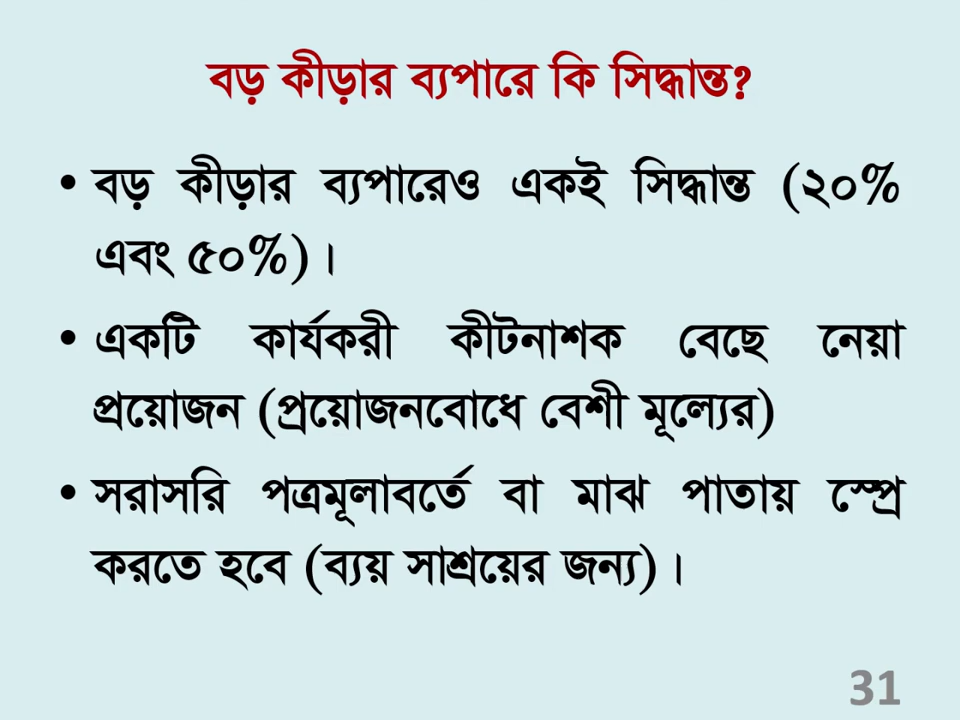 বড় কীড়ার ব্যপারে কি সিদ্ধান্ত?
• বড় কীড়ার ব্যপারেও একই সিদ্ধান্ত (২০%
এবং ৫০%)।
• একটি কার্যকরী কীটনাশক বেছে নেয়া
প্রয়োজন (প্রয়োজনবোধে বেশী মূল্যের)
• সরাসরি পত্রমূলাবর্তে বা মাঝ পাতায় স্প্রে
করতে হবে (ব্যয় সাশ্রয়ের জন্য)।
31